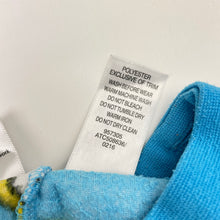 POLYESTER
EXCLUSIVE OF TRIM
WASH BEFORE WEAR
WARM MACHINE WASH
DO NOT BLEACH
DO NOT TUMBLE DRY
WARM IRON
DO NOT DRY CLEAN
957305
ATC508636/
0216